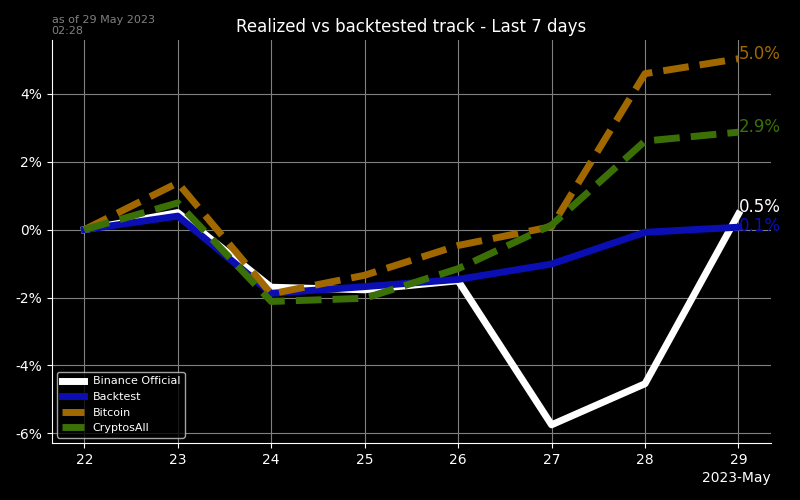 as of 29 May 2023
02:28
Realized vs backtested track - Last 7 days
5.0%
4%
2.9%
2%
0.5%
0.1%
0%
-2%
-4%
-6%
Binance Official
Backtest
Bitcoin
CryptosAll
22 23 24 25 26 27 28 29
2023-May